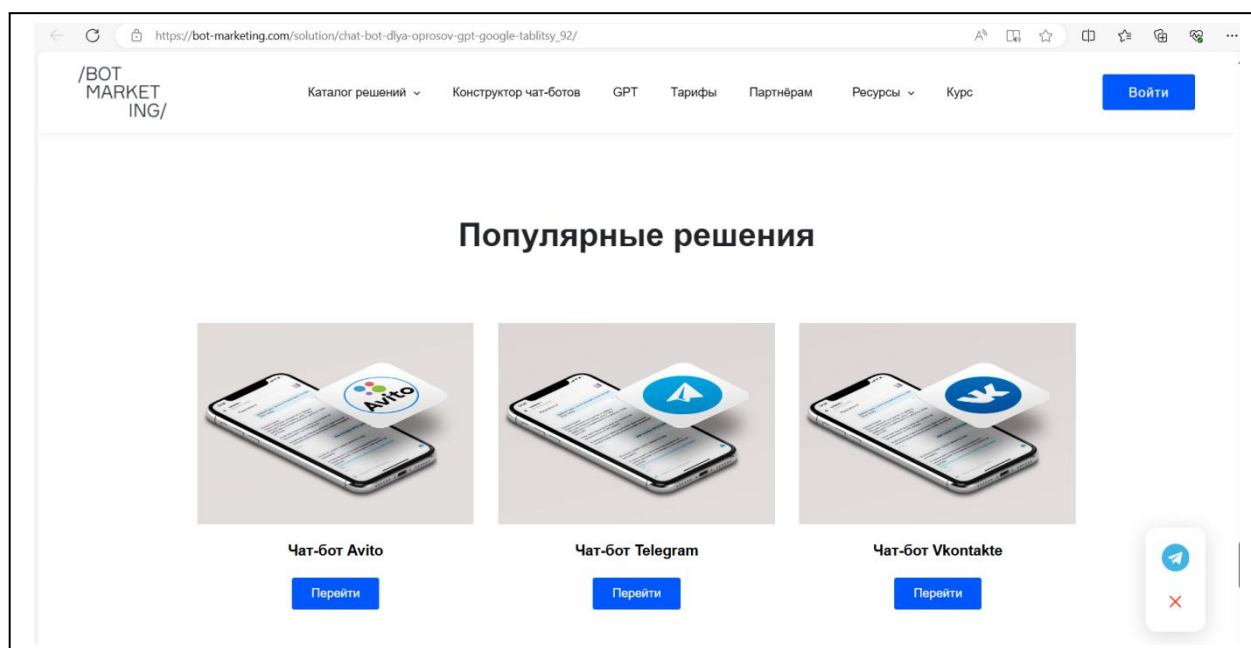 https://bot-marketing.com/solution/chat-bot-dlya-oprosov-gpt-google-tablitsy_92/
/BOT
MARKET
ING/
Каталог решений
Конструктор чат-ботов
GPT
Тарифы
Партнёрам
Ресурсы
Курс
Войти
Популярные решения
Avito
Чат-бот Avito
Чат-бот Telegram
Чат-бот Vkontakte
Перейти
Перейти
Перейти